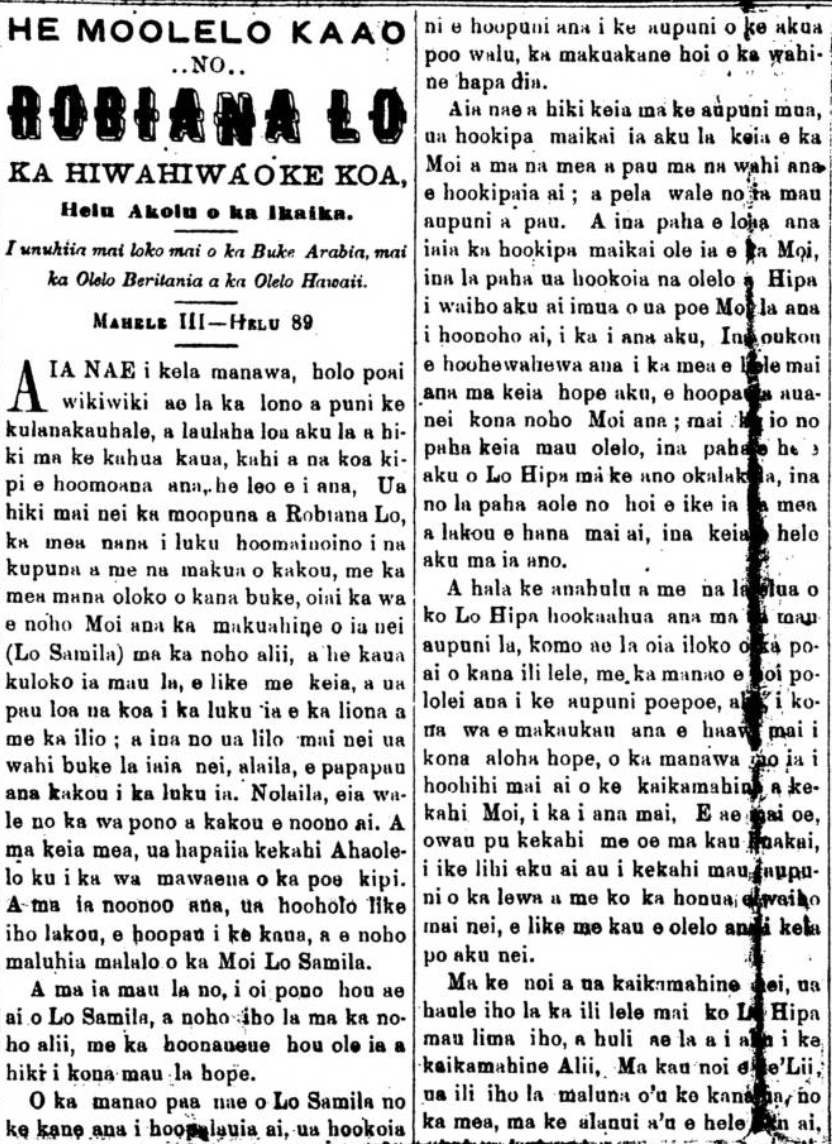 HE MOOLELO KAAO
..NO..
ROBIANA LO
KA HIWAHIWA O KE KOA,
Helu Akolu o ka Ikaika.
I unuhiia mai loko mai o ka Buke Arabia, mai
ka Olelo Beritania a ka Olelo Hawaii.
MAHELE III—HELU 89
AIA NAE i kela manawa, holo poai
wikiwiki ae la ka lono a puni ke
kulanakauhale, a laulaha loa aku la a hi-
ki ma ke kahua kaua, kahi a na koa ki-
pi e hoomoana ana, he leo e i ana, Ua
hiki mai nei ka moopuna a Robiana Lo,
ka mea nana i luku hoomainoino i na
kupuna a me na makua o kakou, me ka
mea mana oloko o kana buke, oiai ka wa
e noho Moi ana ka makuahine o ia nei
(Lo Samila) ma ka noho alii, a he kaua
kuloko ia mau la, e like me keia, a ua
pau loa na koa i ka luku ia e ka liona a
me ka ilio ; a ina no ua lilo mai nei ua
wahi buke la iaia nei, alaila, e papapau
ana kakou i ka luku ia. Nolaila, eia wa-
le no ka wa pono a kakou e noono ai. A
ma keia mea, ua hapaiia kekahi Ahaole-
lo ku i ka wa mawaena o ka poe kipi.
A ma ia noonoo ana, ua hooholo like
iho lakou, e hoopau i ke kaua, a e noho
maluhia malalo o ka Moi Lo Samila.
A ma ia mau la no, i oi pono hou ae
ai o Lo Samila, a noho iho la ma ka no-
ho alii, me ka hoonaueue hou ole ia a
hiki i kona mau la hope.
O ka manao paa nae o Lo Samila no
ke kane ana i hoopalauia ai, ua hookoia
ni e hoopuni ana i ke aupuni o ke akua
poo walu, ka makuakane hoi o ka wahi-
ne hapa dia.
Aia nae a hiki keia ma ke aupuni mua,
ua hookipa maikai ia aku la keia e ka
Moi a ma na mea a pau ma na wahi ana
e hookipaia ai ; a pela wale no ia mau
aupuni a pau. A ina paha e loha ana
iaia ka hookipa maikai ole ia e ka Moi,
ina la paha ua hookoia na olelo a Hipa
i waiho aku ai imua o ua poe Moi la ana
i hoonoho ai, i ka i ana aku, Ina oukou
e hoohewahewa ana i ka mea e hele mai
ana ma keia hope aku, e hoopau aua-
nei kona noho Moi ana ; mai io no
paha keia mau olelo, ina paha e
aku o Lo Hipa ma ke ano okalakala, ina
no la paha aole no hoi e ike ia ka mea
a lakou e hana mai ai, ina keia e helo
aku ma ia ano.
A hala ke anahulu a me na la elua o
ko Lo Hipa hookaahua ana ma ia mau
aupuni la, komo ae la oia iloko o ka po-
ai o kana ili lele, me ka manao e hoi po-
lolei ana i ke aupuni poepoe, i ko-
na wa e makaukau ana e haawi mai i
kona aloha hope, o ka manawa no ia i
hoohihi mai ai o ke kaikamahine a ke-
kahi Moi, i ka i ana mai, E ae mai oe,
owau pu kekahi me oe ma kau huakai,
i ike lihi aku ai au i kekahi mau aupu-
ni o ka lewa a me ko ka honua e waiho
mai nei, e like me kau e olelo ana i kela
po aku nei.
Ma ke noi a ua kaikamahine nei, ua
haule iho la ka ili lele mai ko Lo Hipa
mau lima iho, a huli ae la a i aku i ke
kaikamahine Alii, Ma kau noi e ke'Lii,
ua ili iho la maluna o'u ke kanaha, no
ka mea, ma ke alanui a'u e hele ai,